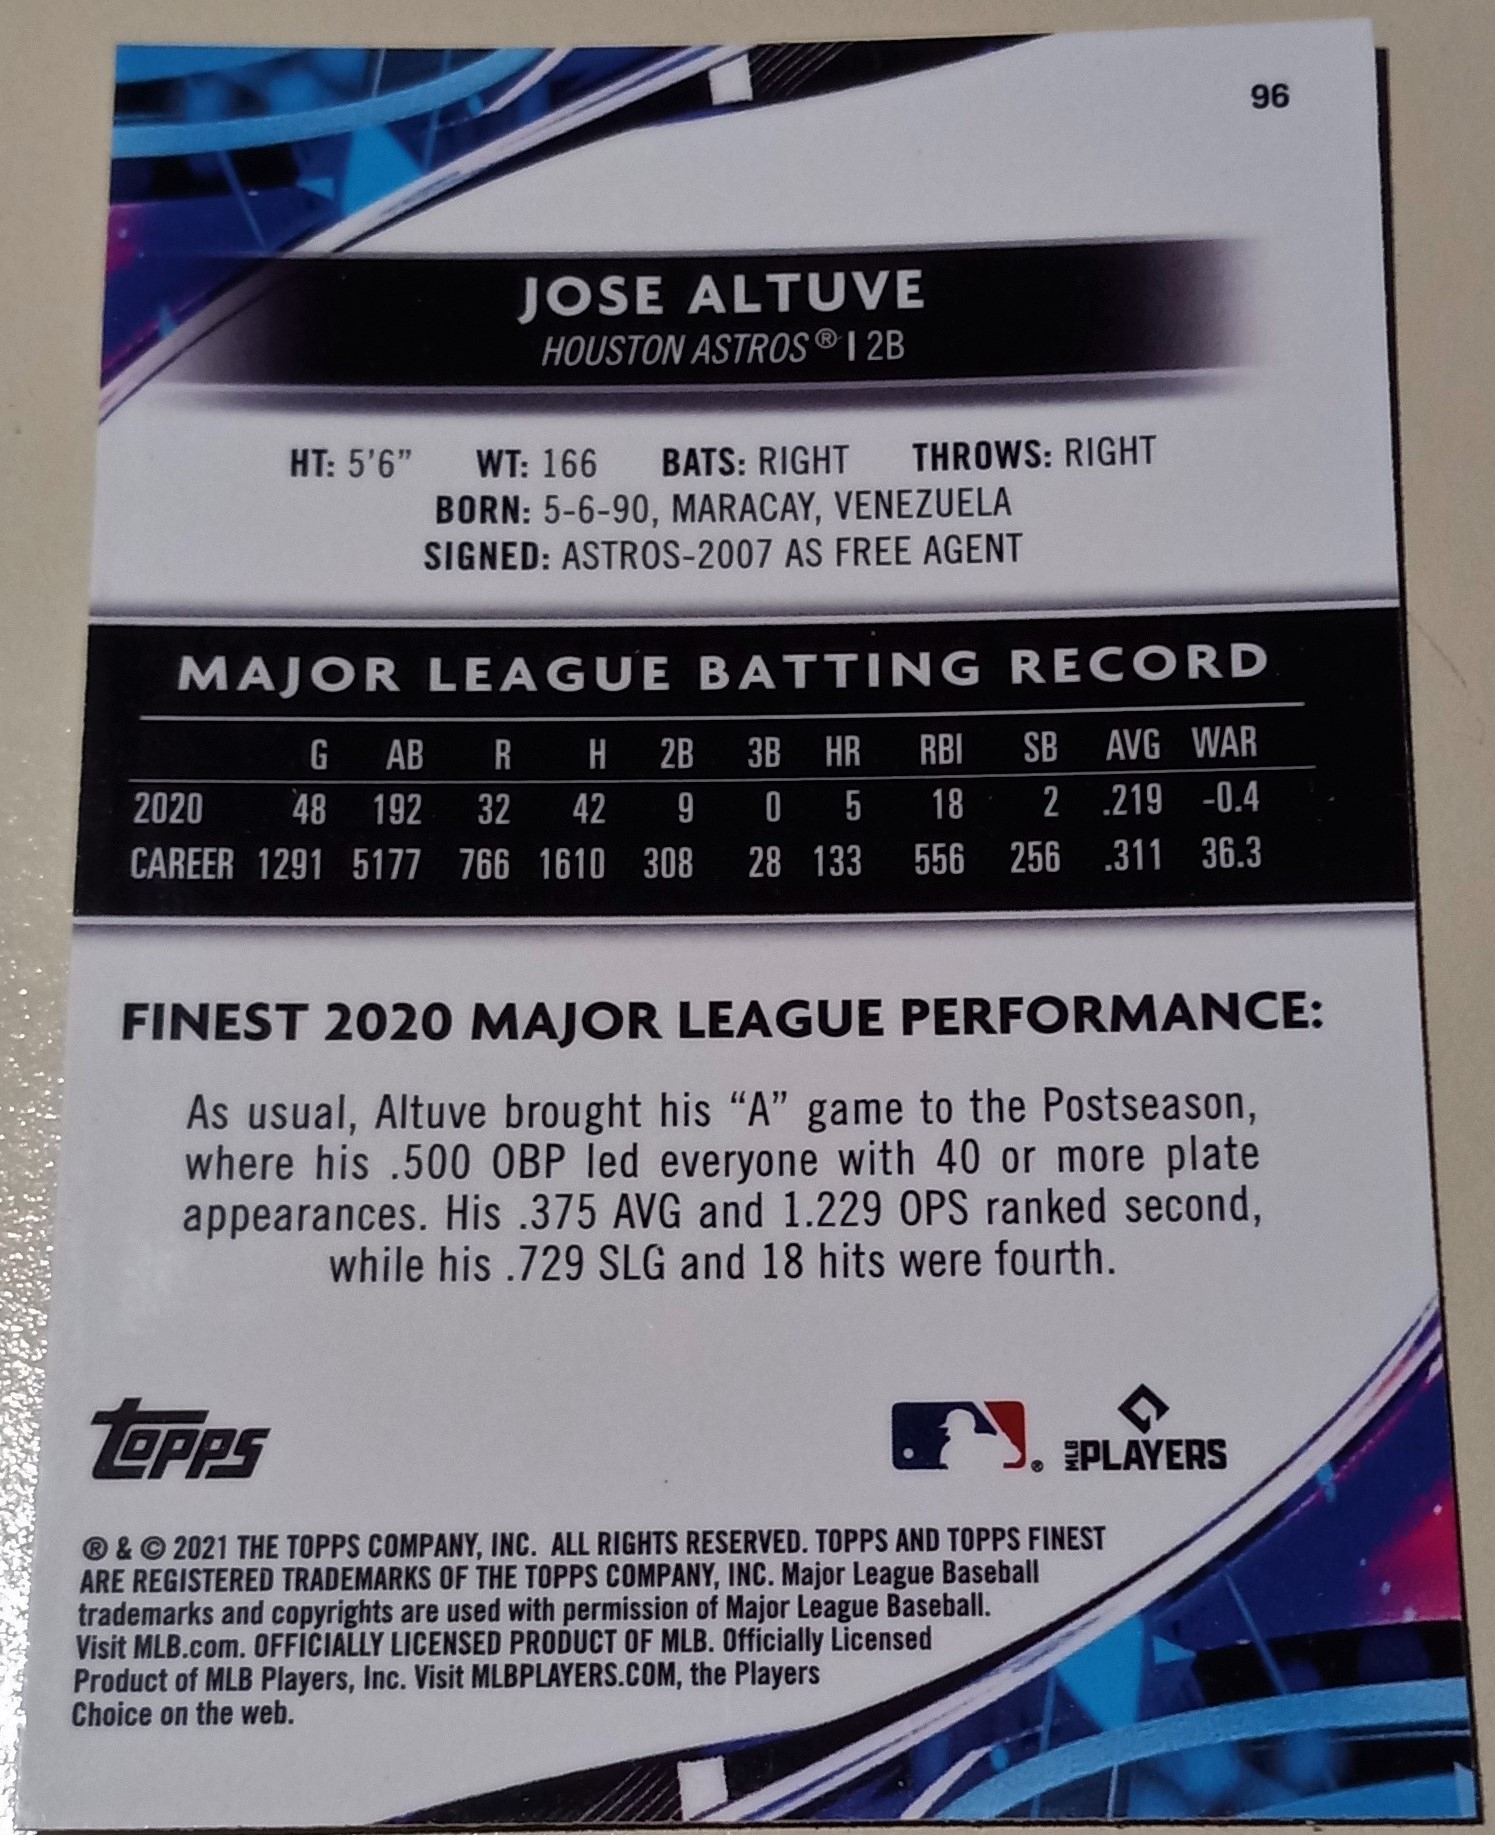 96
JOSE ALTUVE
HOUSTON ASTROS® | 2B
HT: 5'6" WT: 166 BATS: RIGHT THROWS: RIGHT
BORN: 5-6-90, MARACAY, VENEZUELA
SIGNED: ASTROS-2007 AS FREE AGENT
MAJOR LEAGUE BATTING RECORD
G AB R H 2B 3B HR RBI SB AVG WAR
2020 48 192 32 42 9 0 5 18 2 .219 -0.4
CAREER 1291 5177 766 1610 308 28 133 556 256 .311 36.3
FINEST 2020 MAJOR LEAGUE PERFORMANCE:
As usual, Altuve brought his “A” game to the Postseason,
where his .500 OBP led everyone with 40 or more plate
appearances. His .375 AVG and 1.229 OPS ranked second,
while his .729 SLG and 18 hits were fourth.
TOPPS
® MLB PLAYERS
® & © 2021 THE TOPPS COMPANY, INC. ALL RIGHTS RESERVED. TOPPS AND TOPPS FINEST
ARE REGISTERED TRADEMARKS OF THE TOPPS COMPANY, INC. Major League Baseball
trademarks and copyrights are used with permission of Major League Baseball.
Visit MLB.com. OFFICIALLY LICENSED PRODUCT OF MLB. Officially Licensed
Product of MLB Players, Inc. Visit MLBPLAYERS.COM, the Players
Choice on the web.